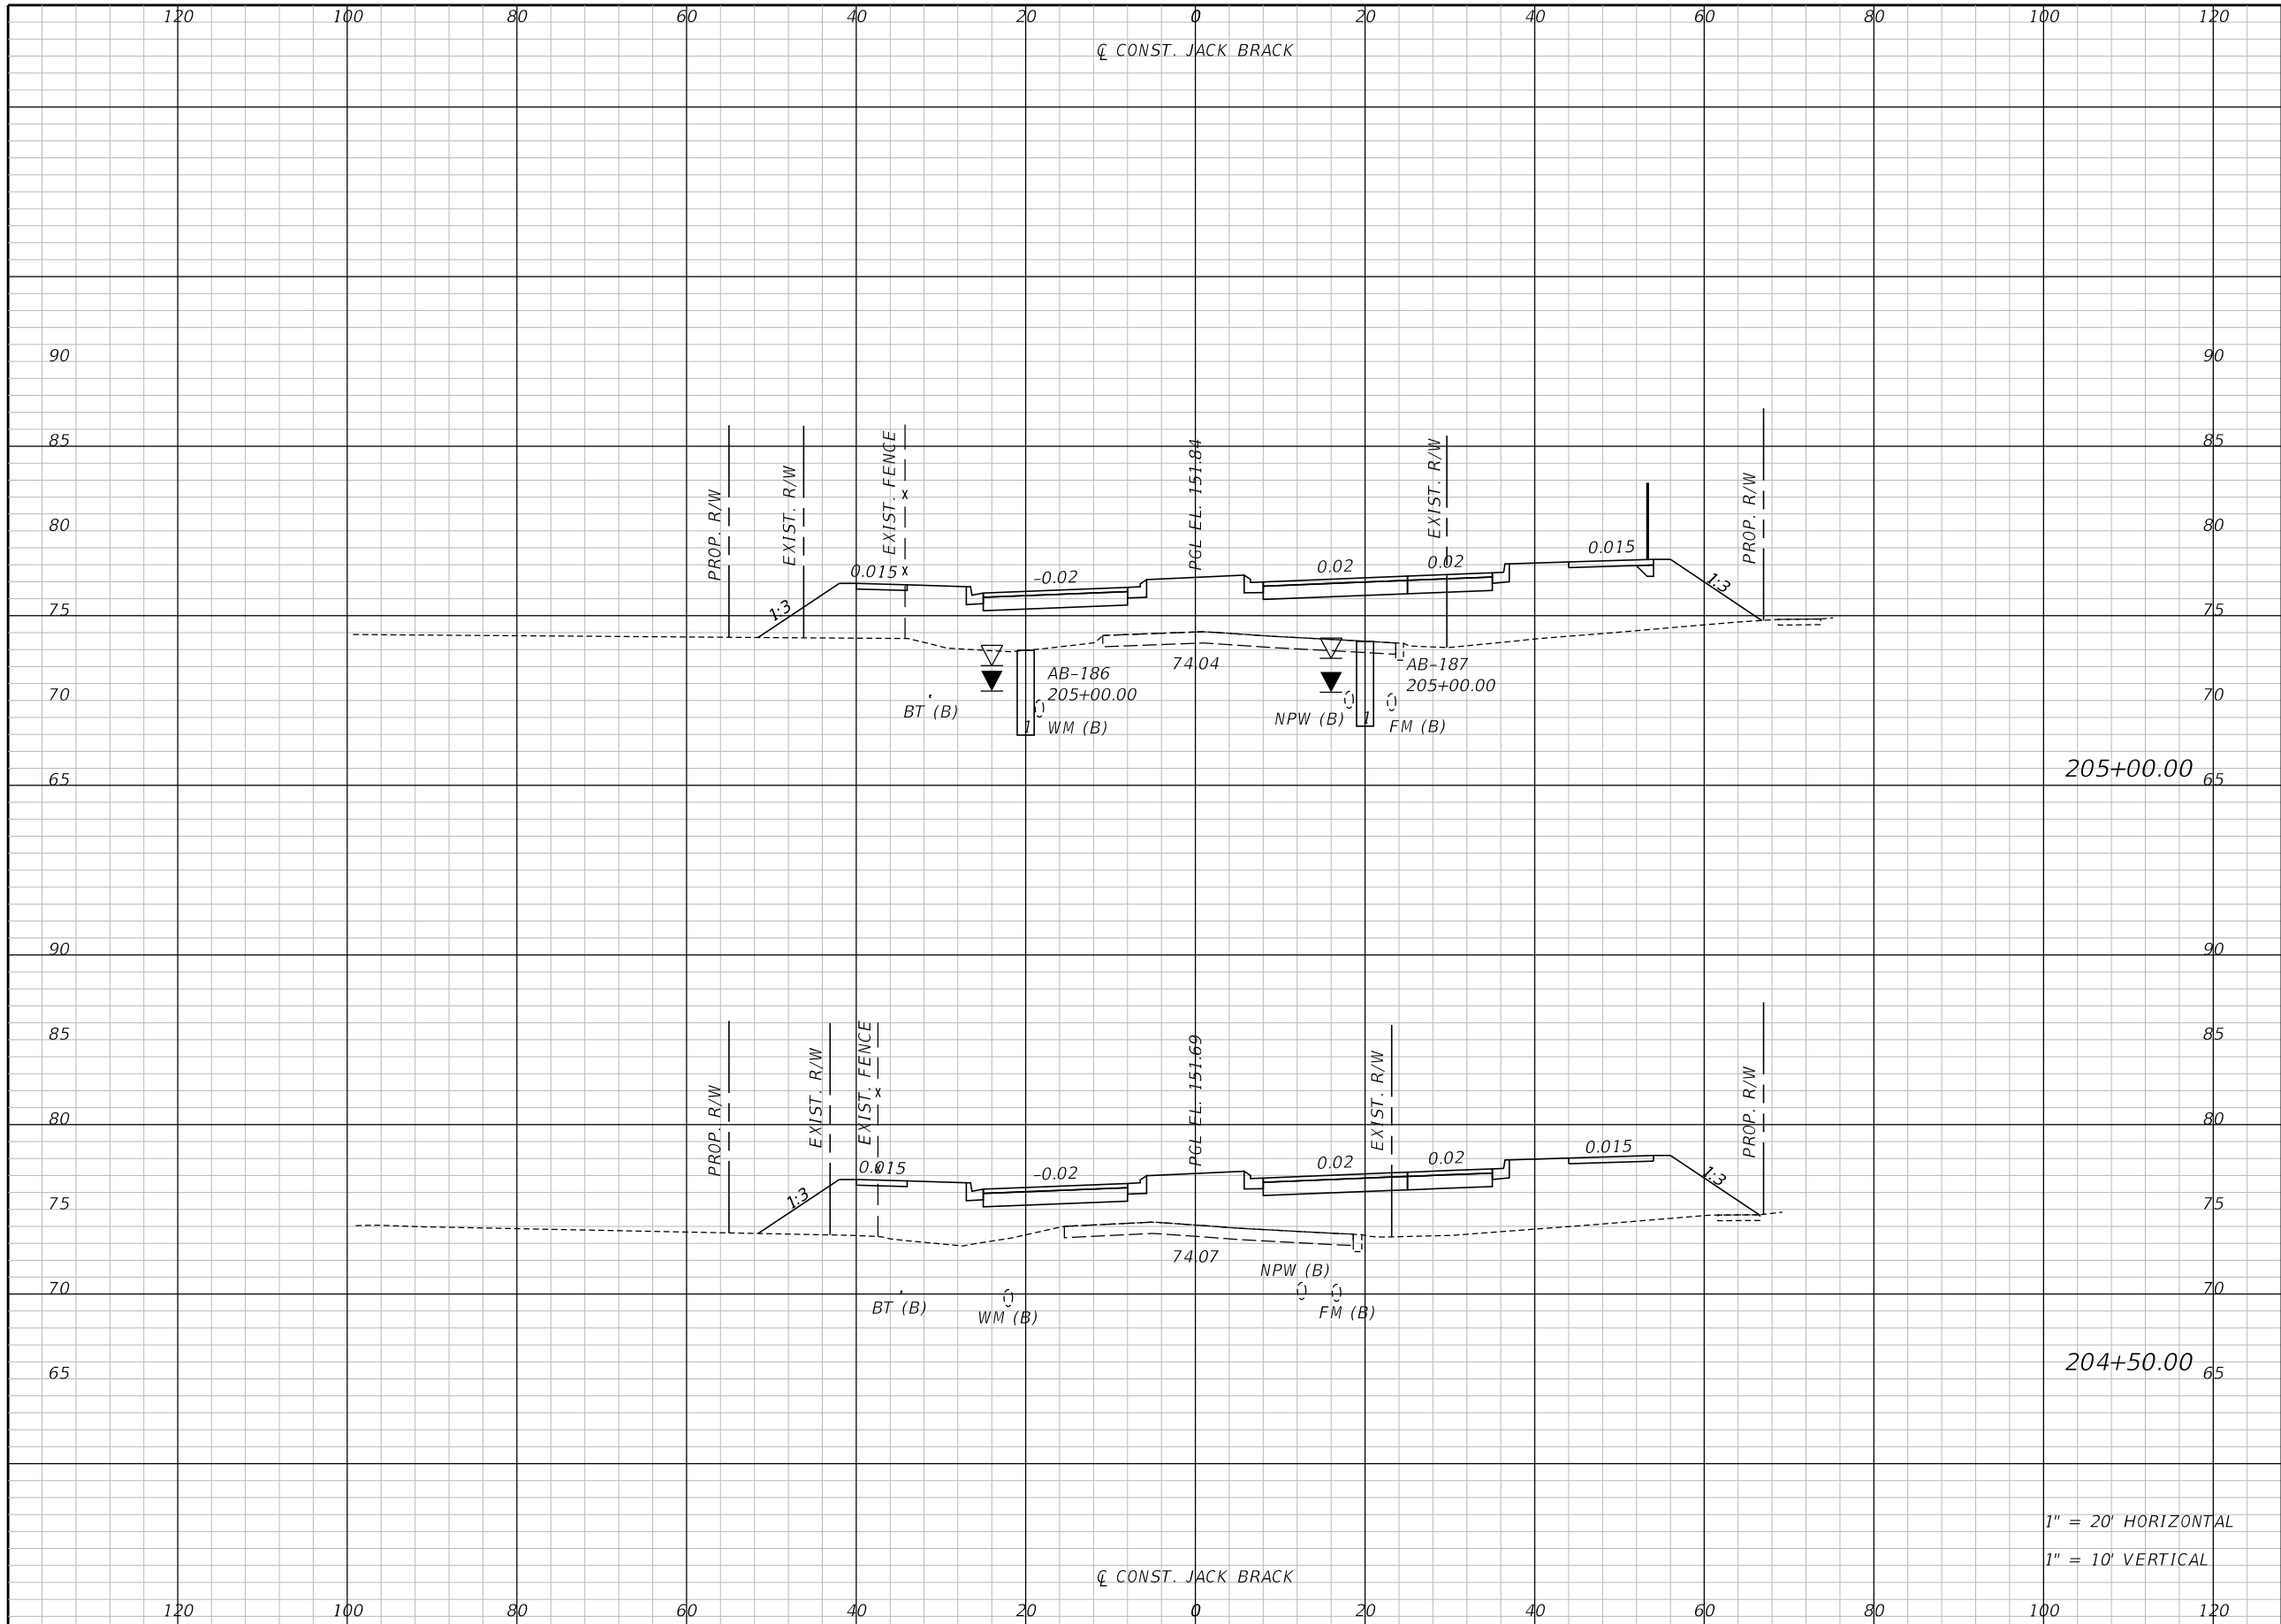 120 100 80 60 40 20 0 20 40 60 80 100 120
℄ CONST. JACK BRACK
90 90
85 85
80 80
75 75
70 70
65 65
PROP. R/W
EXIST. R/W
EXIST. FENCE
X
X
PGL EL. 151.84
EXIST. R/W
PROP. R/W
1:3
0.015
-0.02
0.02
0.02
0.015
1:3
74.04
AB-186
205+00.00
BT (B)
1
WM (B)
AB-187
205+00.00
NPW (B)
1
FM (B)
205+00.00
90 90
85 85
80 80
75 75
70 70
65 65
PROP. R/W
EXIST. R/W
EXIST. FENCE
X
X
PGL EL. 151.69
EXIST. R/W
PROP. R/W
1:3
0.015
-0.02
0.02
0.02
0.015
1:3
74.07
BT (B)
WM (B)
NPW (B)
FM (B)
204+50.00
1" = 20' HORIZONTAL
1" = 10' VERTICAL
℄ CONST. JACK BRACK
120 100 80 60 40 20 0 20 40 60 80 100 120